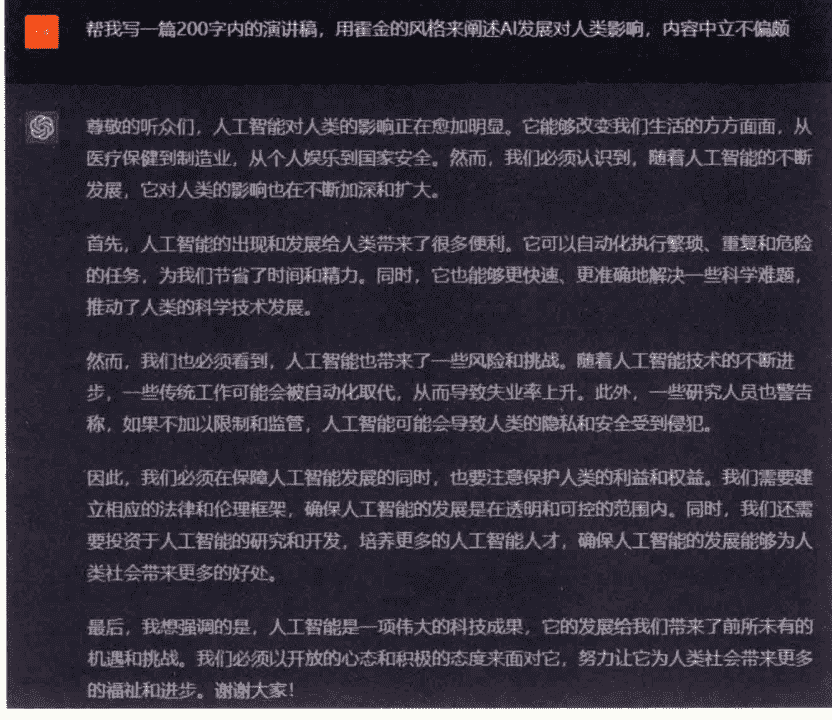 帮我写一篇200字内的演讲稿，用霍金的风格来阐述AI发展对人类影响，内容中立不偏颇
尊敬的听众们，人工智能对人类的影响正在愈加明显。它能够改变我们生活的方方面面，从
医疗保健到制造业，从个人娱乐到国家安全。然而，我们必须认识到，随着人工智能的不断
发展，它对人类的影响也在不断加深和扩大。
首先，人工智能的出现和发展给人类带来了很多便利。它可以自动化执行繁琐、重复和危险
的任务，为我们节省了时间和精力。同时，它也能够更快速、更准确地解决一些科学难题，
推动了人类的科学技术发展。
然而，我们也必须看到，人工智能也带来了一些风险和挑战。随着人工智能技术的不断进
步，一些传统工作可能会被自动化取代，从而导致失业率上升。此外，一些研究人员也警告
称，如果不加以限制和监管，人工智能可能会导致人类的隐私和安全受到侵犯。
因此，我们必须在保障人工智能发展的同时，也要注意保护人类的利益和权益。我们需要建
立相应的法律和伦理框架，确保人工智能的发展是在透明和可控的范围内。同时，我们还需
要投资于人工智能的研究和开发，培养更多的人工智能人才，确保人工智能的发展能够为人
类社会带来更多的好处。
最后，我想强调的是，人工智能是一项伟大的科技成果，它的发展给我们带来了前所未有的
机遇和挑战。我们必须以开放的心态和积极的态度来面对它，努力让它为人类社会带来更多
的福祉和进步。谢谢大家！